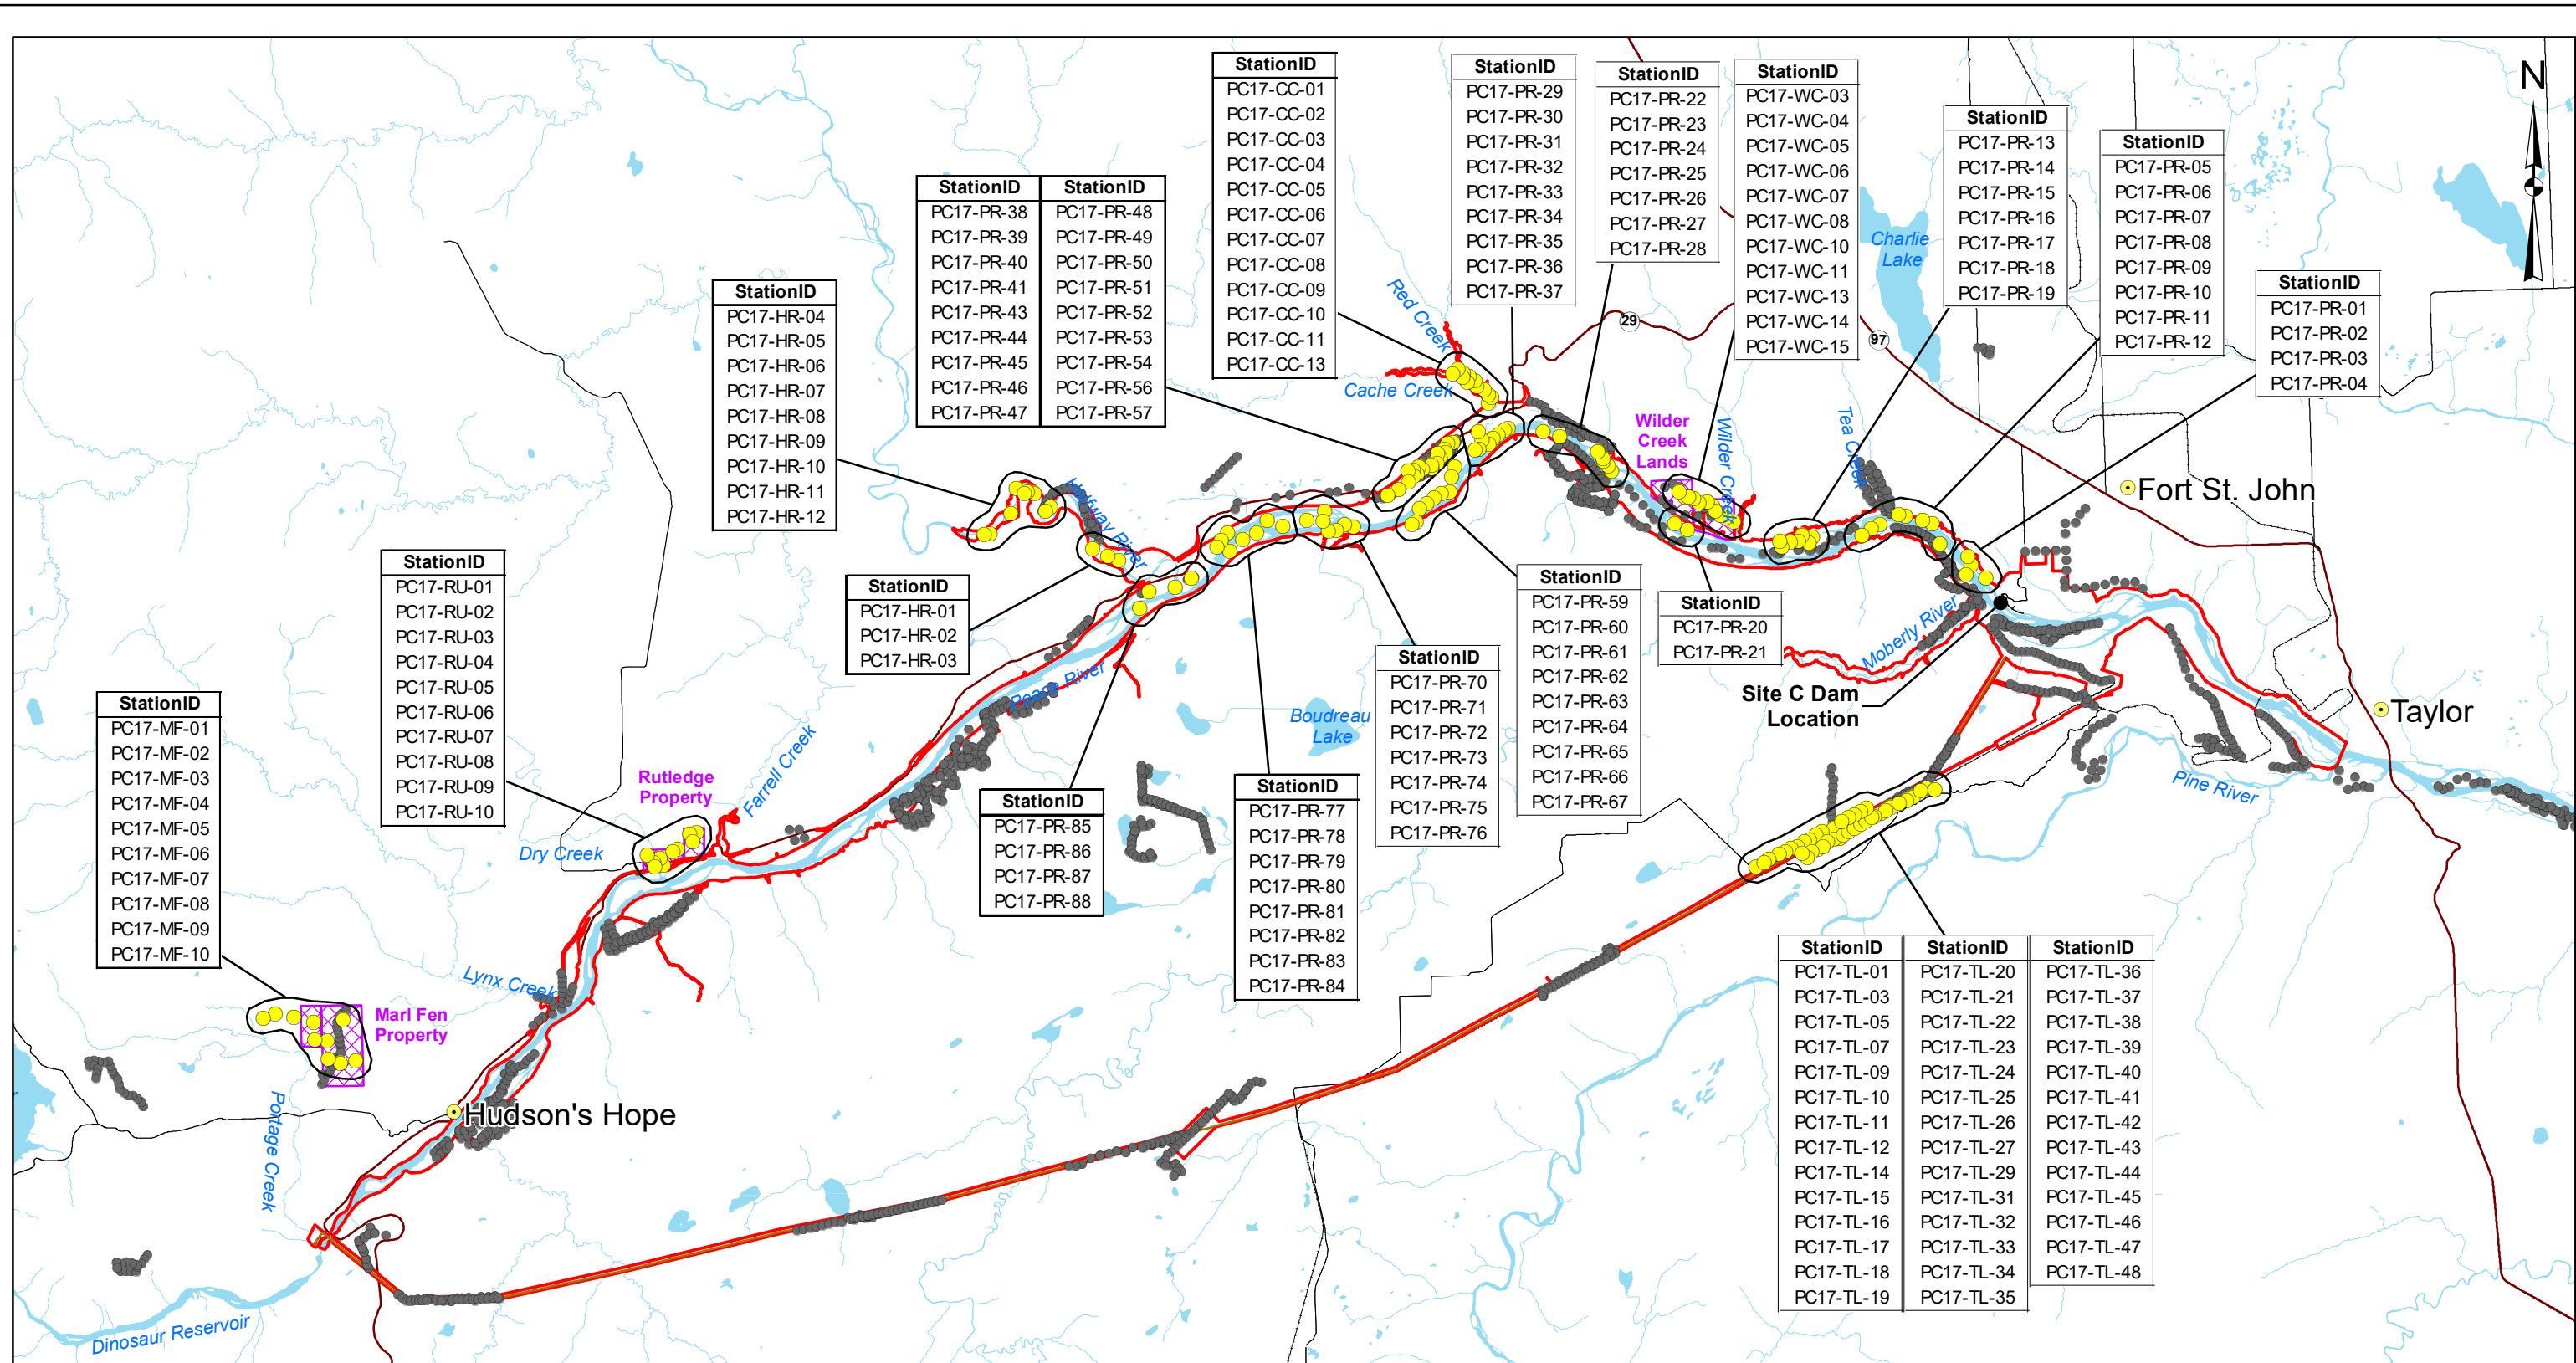 N
StationID
PC17-CC-01
PC17-CC-02
PC17-CC-03
PC17-CC-04
PC17-CC-05
PC17-CC-06
PC17-CC-07
PC17-CC-08
PC17-CC-09
PC17-CC-10
PC17-CC-11
PC17-CC-13
StationID
PC17-PR-29
PC17-PR-30
PC17-PR-31
PC17-PR-32
PC17-PR-33
PC17-PR-34
PC17-PR-35
PC17-PR-36
PC17-PR-37
StationID
PC17-PR-22
PC17-PR-23
PC17-PR-24
PC17-PR-25
PC17-PR-26
PC17-PR-27
PC17-PR-28
StationID
PC17-WC-03
PC17-WC-04
PC17-WC-05
PC17-WC-06
PC17-WC-07
PC17-WC-08
PC17-WC-10
PC17-WC-11
PC17-WC-13
PC17-WC-14
PC17-WC-15
StationID
PC17-PR-13
PC17-PR-14
PC17-PR-15
PC17-PR-16
PC17-PR-17
PC17-PR-18
PC17-PR-19
StationID
PC17-PR-05
PC17-PR-06
PC17-PR-07
PC17-PR-08
PC17-PR-09
PC17-PR-10
PC17-PR-11
PC17-PR-12
StationID
PC17-PR-01
PC17-PR-02
PC17-PR-03
PC17-PR-04
StationID StationID
PC17-PR-38 PC17-PR-48
PC17-PR-39 PC17-PR-49
PC17-PR-40 PC17-PR-50
PC17-PR-41 PC17-PR-51
PC17-PR-43 PC17-PR-52
PC17-PR-44 PC17-PR-53
PC17-PR-45 PC17-PR-54
PC17-PR-46 PC17-PR-56
PC17-PR-47 PC17-PR-57
StationID
PC17-HR-04
PC17-HR-05
PC17-HR-06
PC17-HR-07
PC17-HR-08
PC17-HR-09
PC17-HR-10
PC17-HR-11
PC17-HR-12
Charlie
Lake
Red Creek
29
97
Cache Creek
Wilder
Creek
Lands
Wilder Creek
Tea Creek
Fort St. John
Halfway River
StationID
PC17-RU-01
PC17-RU-02
PC17-RU-03
PC17-RU-04
PC17-RU-05
PC17-RU-06
PC17-RU-07
PC17-RU-08
PC17-RU-09
PC17-RU-10
StationID
PC17-HR-01
PC17-HR-02
PC17-HR-03
StationID
PC17-PR-59
PC17-PR-60
PC17-PR-61
PC17-PR-62
PC17-PR-63
PC17-PR-64
PC17-PR-65
PC17-PR-66
PC17-PR-67
StationID
PC17-PR-20
PC17-PR-21
Moberly River
Site C Dam
Location
Taylor
Pine River
StationID
PC17-PR-70
PC17-PR-71
PC17-PR-72
PC17-PR-73
PC17-PR-74
PC17-PR-75
PC17-PR-76
Boudreau
Lake
Peace River
StationID
PC17-MF-01
PC17-MF-02
PC17-MF-03
PC17-MF-04
PC17-MF-05
PC17-MF-06
PC17-MF-07
PC17-MF-08
PC17-MF-09
PC17-MF-10
Rutledge
Property
Farrell Creek
Dry Creek
StationID
PC17-PR-85
PC17-PR-86
PC17-PR-87
PC17-PR-88
StationID
PC17-PR-77
PC17-PR-78
PC17-PR-79
PC17-PR-80
PC17-PR-81
PC17-PR-82
PC17-PR-83
PC17-PR-84
Lynx Creek
Marl Fen
Property
Hudson's Hope
Portage Creek
Dinosaur Reservoir
StationID StationID StationID
PC17-TL-01 PC17-TL-20 PC17-TL-36
PC17-TL-03 PC17-TL-21 PC17-TL-37
PC17-TL-05 PC17-TL-22 PC17-TL-38
PC17-TL-07 PC17-TL-23 PC17-TL-39
PC17-TL-09 PC17-TL-24 PC17-TL-40
PC17-TL-10 PC17-TL-25 PC17-TL-41
PC17-TL-11 PC17-TL-26 PC17-TL-42
PC17-TL-12 PC17-TL-27 PC17-TL-43
PC17-TL-14 PC17-TL-29 PC17-TL-44
PC17-TL-15 PC17-TL-31 PC17-TL-45
PC17-TL-16 PC17-TL-32 PC17-TL-46
PC17-TL-17 PC17-TL-33 PC17-TL-47
PC17-TL-18 PC17-TL-34 PC17-TL-48
PC17-TL-19 PC17-TL-35